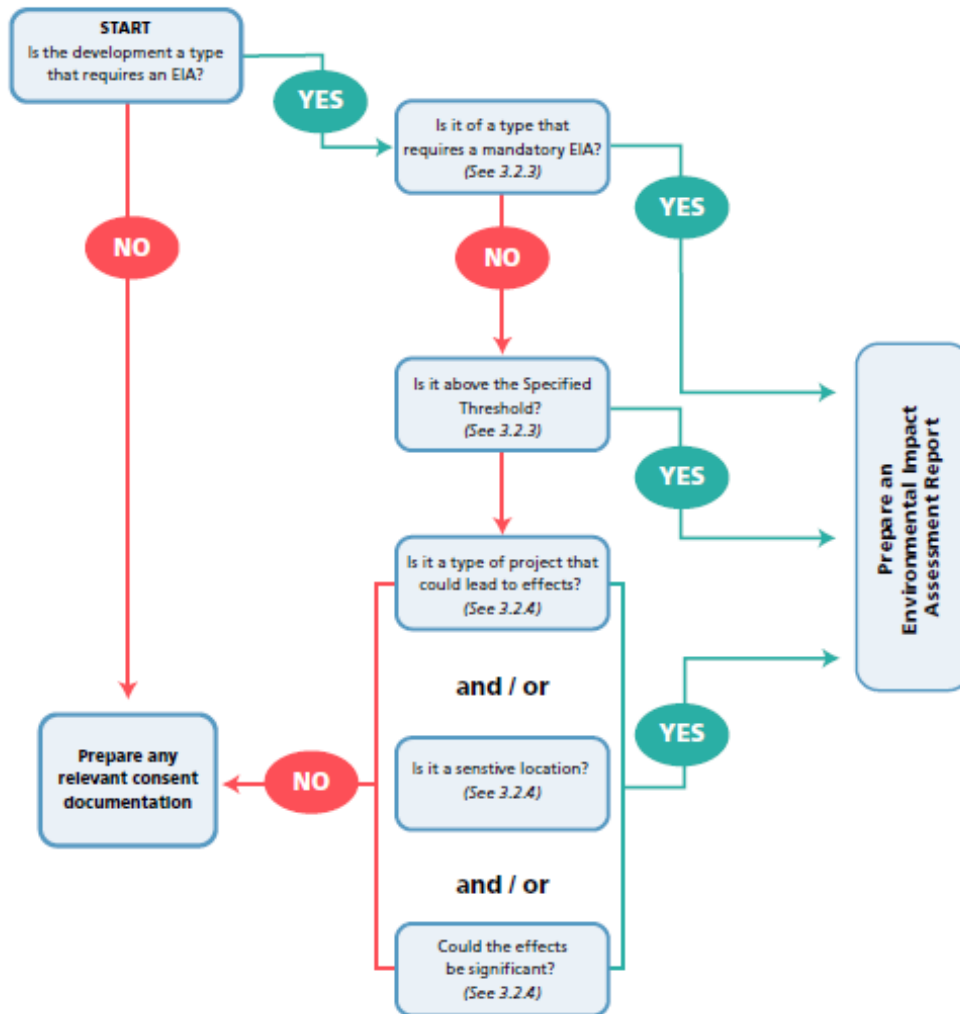 START
Is the development a type
that requires an EIA?
YES
Is it of a type that
requires a mandatory EIA?
(See 3.2.3)
YES
NO
NO
Is it above the Specified
Threshold?
(See 3.2.3)
YES
Prepare an
Environmental Impact
Assessment Report
Is it a type of project that
could lead to effects?
(See 3.2.4)
and / or
YES
Prepare any
relevant consent
documentation
NO
Is it a senstive location?
(See 3.2.4)
and / or
Could the effects
be significant?
(See 3.2.4)